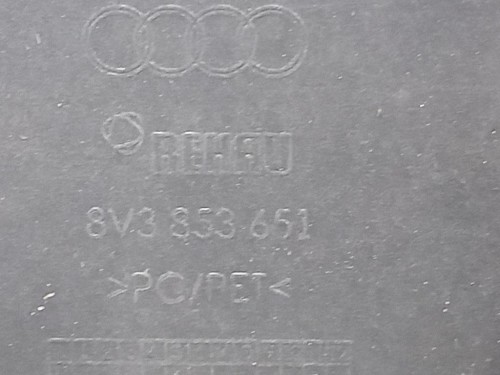 REHAU
8V3 853 651
>PC/PET<